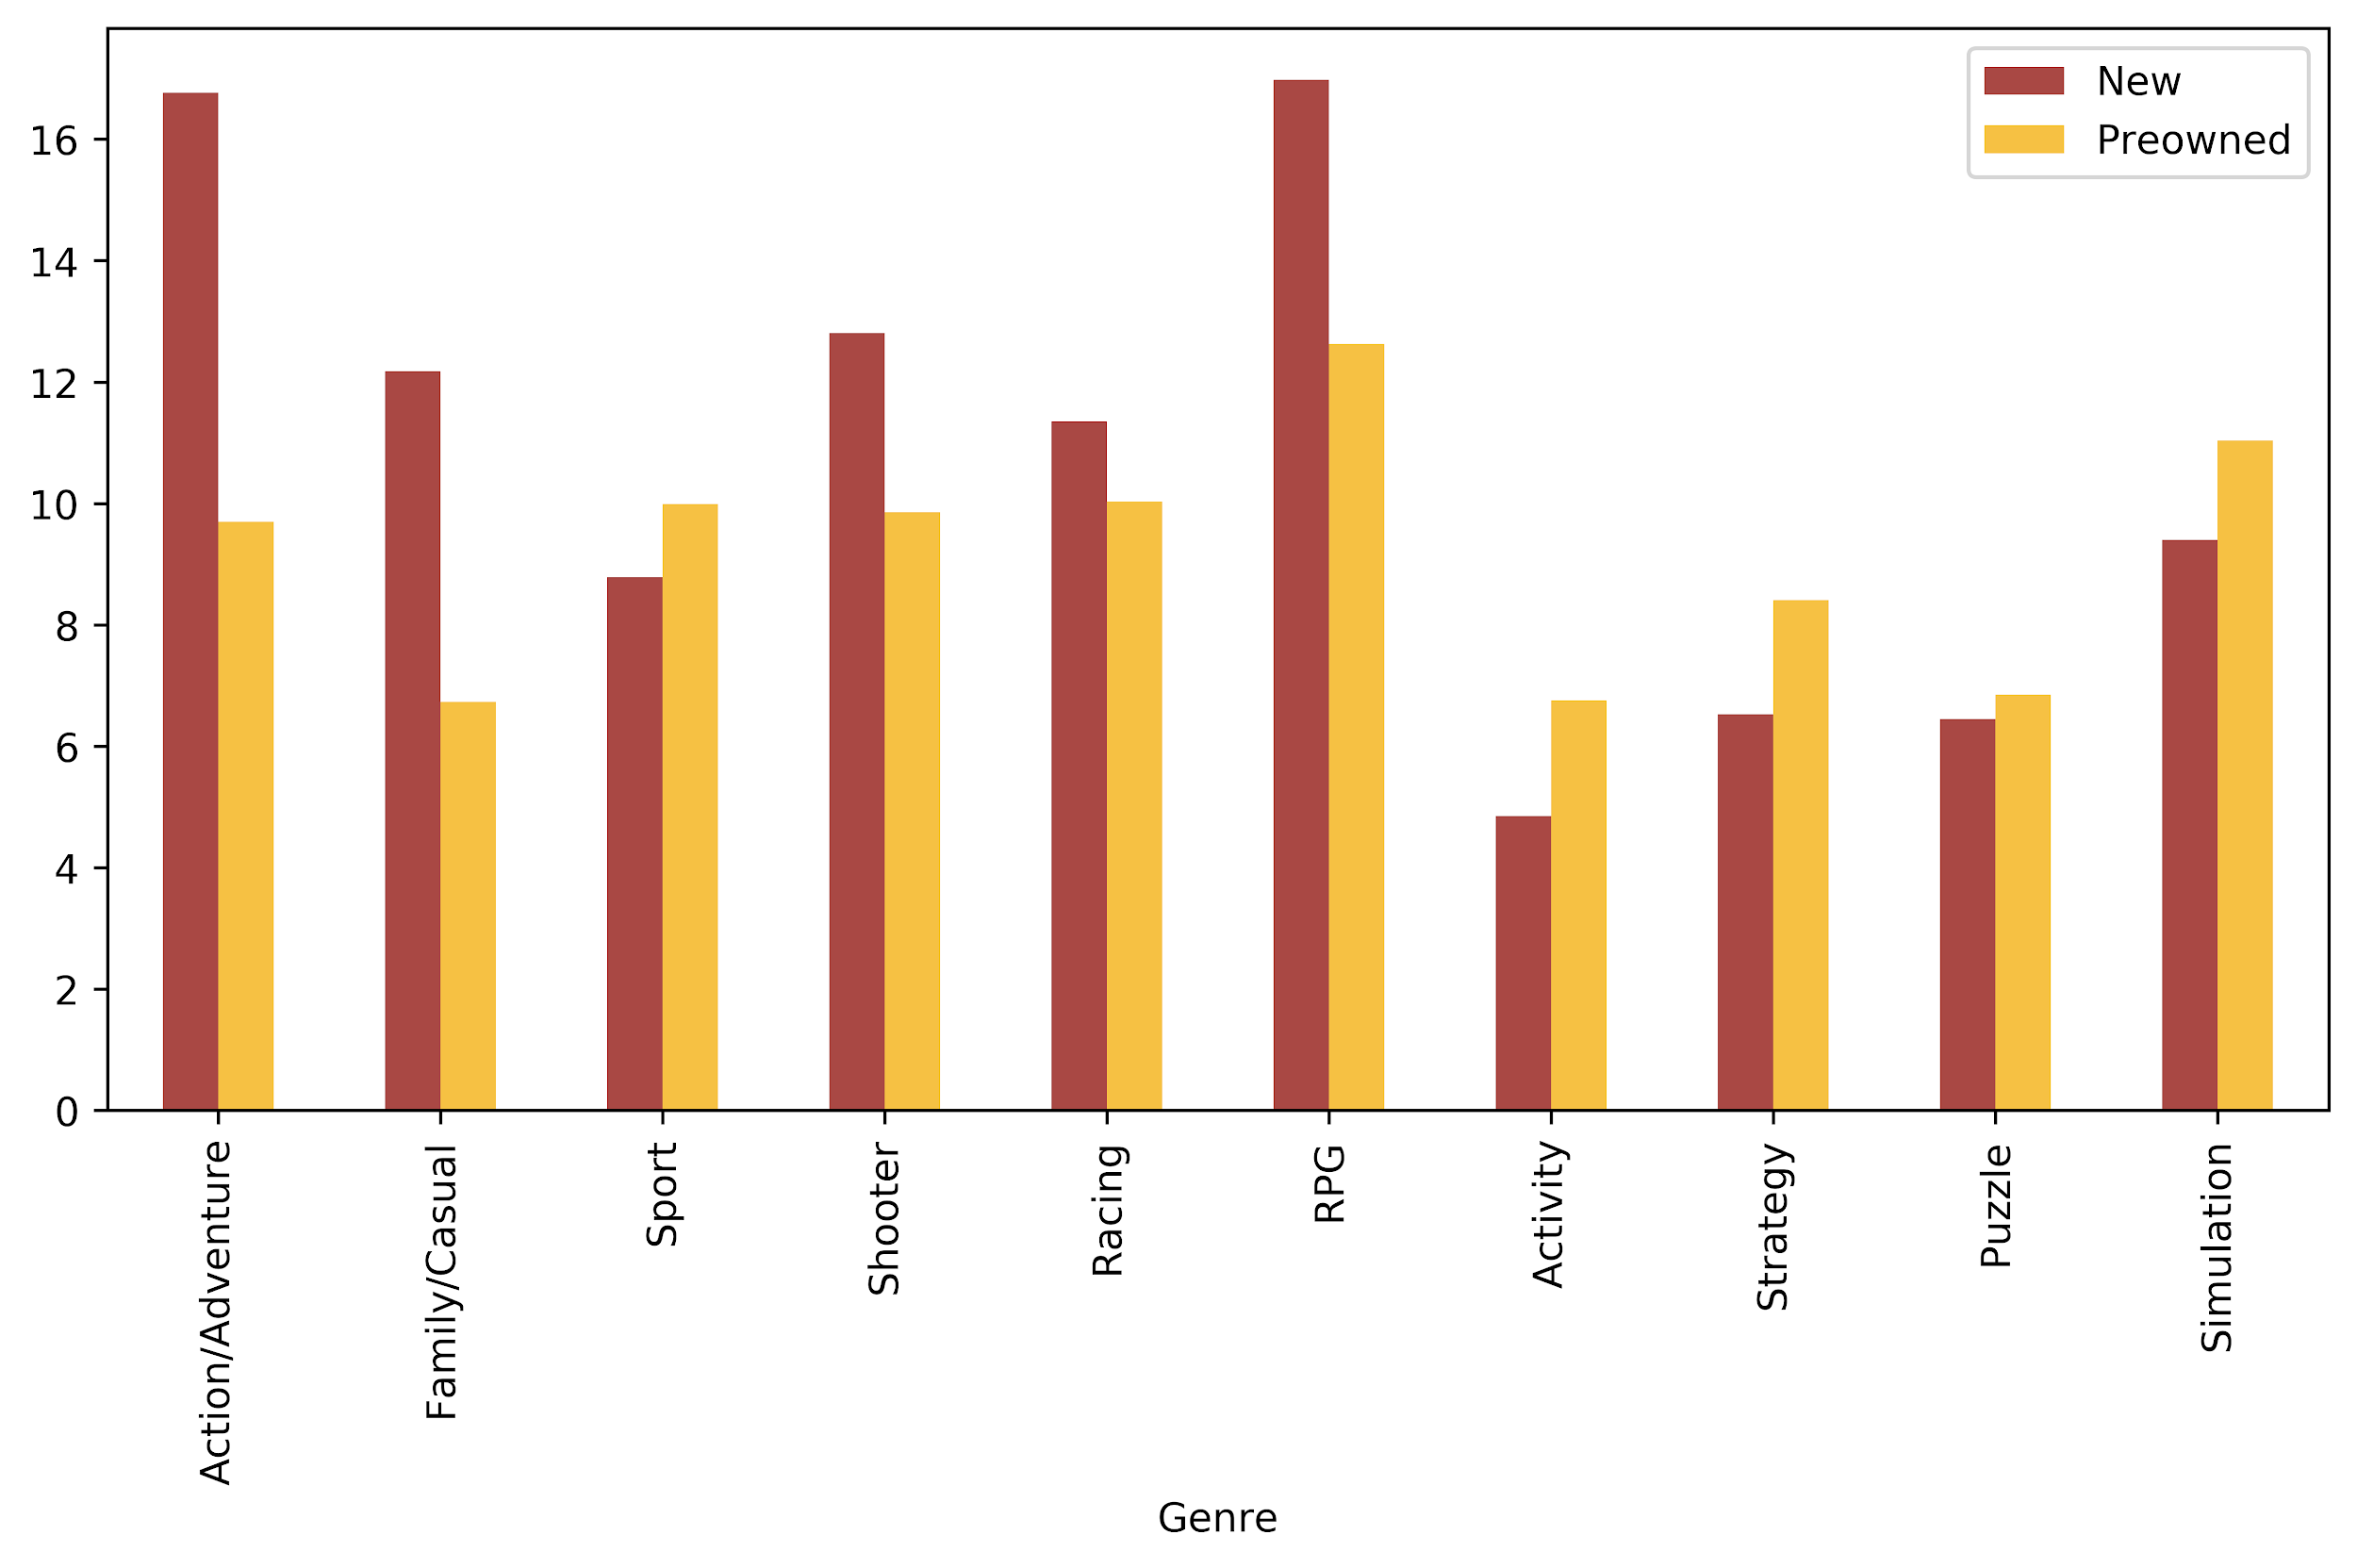 New
Preowned
16
14
12
10
8
6
4
2
0
Action/Adventure
Family/Casual
Sport
Shooter
Racing
RPG
Activity
Strategy
Puzzle
Simulation
Genre